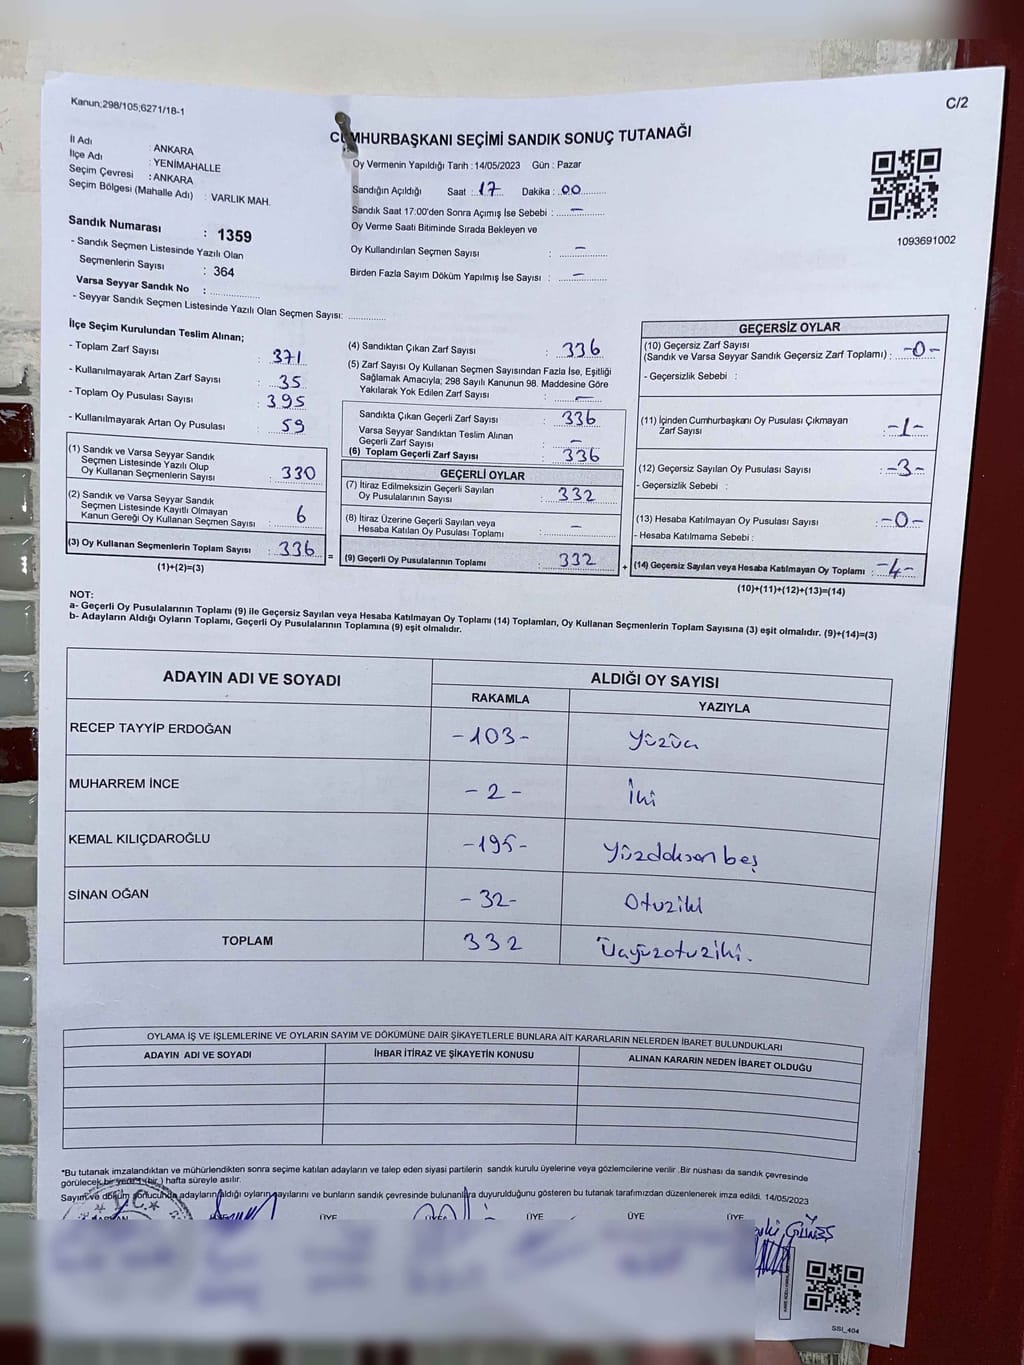 Kanun;298/105;6271/18-1
C/2
CUMHURBAŞKANI SEÇİMİ SANDIK SONUÇ TUTANAĞI
İl Adı : ANKARA
İlçe Adı : YENİMAHALLE
Seçim Çevresi : ANKARA
Seçim Bölgesi (Mahalle Adı) : VARLIK MAH.
Sandık Numarası : 1359
- Sandık Seçmen Listesinde Yazılı Olan
Seçmenlerin Sayısı : 364
Varsa Seyyar Sandık No : ..............
- Seyyar Sandık Seçmen Listesinde Yazılı Olan Seçmen Sayısı: ............
Oy Vermenin Yapıldığı Tarih : 14/05/2023 Gün : Pazar
Sandığın Açıldığı Saat : 17 Dakika : 00
Sandık Saat 17:00'den Sonra Açımış İse Sebebi : —
Oy Verme Saati Bitiminde Sırada Bekleyen ve
Oy Kullandırılan Seçmen Sayısı : —
Birden Fazla Sayım Döküm Yapılmış İse Sayısı : —
1093691002
İlçe Seçim Kurulundan Teslim Alınan;
- Toplam Zarf Sayısı : 371
- Kullanılmayarak Artan Zarf Sayısı : 35
- Toplam Oy Pusulası Sayısı : 395
- Kullanılmayarak Artan Oy Pusulası : 59
(1) Sandık ve Varsa Seyyar Sandık
Seçmen Listesinde Yazılı Olup
Oy Kullanan Seçmenlerin Sayısı : 330
(2) Sandık ve Varsa Seyyar Sandık
Seçmen Listesinde Kayıtlı Olmayan
Kanun Gereği Oy Kullanan Seçmen Sayısı : 6
(3) Oy Kullanan Seçmenlerin Toplam Sayısı : 336 =
(1)+(2)=(3)
(4) Sandıktan Çıkan Zarf Sayısı : 336
(5) Zarf Sayısı Oy Kullanan Seçmen Sayısından Fazla İse, Eşitliği
Sağlamak Amacıyla; 298 Sayılı Kanunun 98. Maddesine Göre
Yakılarak Yok Edilen Zarf Sayısı : —
Sandıkta Çıkan Geçerli Zarf Sayısı : 336
Varsa Seyyar Sandıktan Teslim Alınan
Geçerli Zarf Sayısı : —
(6) Toplam Geçerli Zarf Sayısı : 336
GEÇERLİ OYLAR
(7) İtiraz Edilmeksizin Geçerli Sayılan
Oy Pusulalarının Sayısı : 332
(8) İtiraz Üzerine Geçerli Sayılan veya
Hesaba Katılan Oy Pusulası Toplamı : —
(9) Geçerli Oy Pusulalarının Toplamı : 332 +
GEÇERSİZ OYLAR
(10) Geçersiz Zarf Sayısı
(Sandık ve Varsa Seyyar Sandık Geçersiz Zarf Toplamı) : -0-
- Geçersizlik Sebebi :
(11) İçinden Cumhurbaşkanı Oy Pusulası Çıkmayan
Zarf Sayısı : -1-
(12) Geçersiz Sayılan Oy Pusulası Sayısı : -3-
- Geçersizlik Sebebi :
(13) Hesaba Katılmayan Oy Pusulası Sayısı : -0-
- Hesaba Katılmama Sebebi :
(14) Geçersiz Sayılan veya Hesaba Katılmayan Oy Toplamı : -4-
(10)+(11)+(12)+(13)=(14)
NOT:
a- Geçerli Oy Pusulalarının Toplamı (9) ile Geçersiz Sayılan veya Hesaba Katılmayan Oy Toplamı (14) Toplamları, Oy Kullanan Seçmenlerin Toplam Sayısına (3) eşit olmalıdır. (9)+(14)=(3)
b- Adayların Aldığı Oyların Toplamı, Geçerli Oy Pusulalarının Toplamına (9) eşit olmalıdır.
ADAYIN ADI VE SOYADI ALDIĞI OY SAYISI
RAKAMLA YAZIYLA
RECEP TAYYİP ERDOĞAN -103- Yüzüç
MUHARREM İNCE -2- İki
KEMAL KILIÇDAROĞLU -195- Yüzdoksan beş
SİNAN OĞAN -32- Otuziki
TOPLAM 332 Üçyüzotuziki.
OYLAMA İŞ VE İŞLEMLERİNE VE OYLARIN SAYIM VE DÖKÜMÜNE DAİR ŞİKAYETLERLE BUNLARA AİT KARARLARIN NELERDEN İBARET BULUNDUKLARI
ADAYIN ADI VE SOYADI İHBAR İTİRAZ VE ŞİKAYETİN KONUSU ALINAN KARARIN NEDEN İBARET OLDUĞU
*Bu tutanak imzalandıktan ve mühürlendikten sonra seçime katılan adayların ve talep eden siyasi partilerin sandık kurulu üyelerine veya gözlemcilerine verilir .Bir nüshası da sandık çevresinde
görülecek bir yere 1 (bir ) hafta süreyle asılır.
Sayım ve döküm sonucunda adayların aldığı oyların sayılarını ve bunların sandık çevresinde bulunanlara duyurulduğunu gösteren bu tutanak tarafımızdan düzenlenerek imza edildi. 14/05/2023
ÜYE ÜYE ÜYE ÜYE
GÜNEŞ
SSI_404